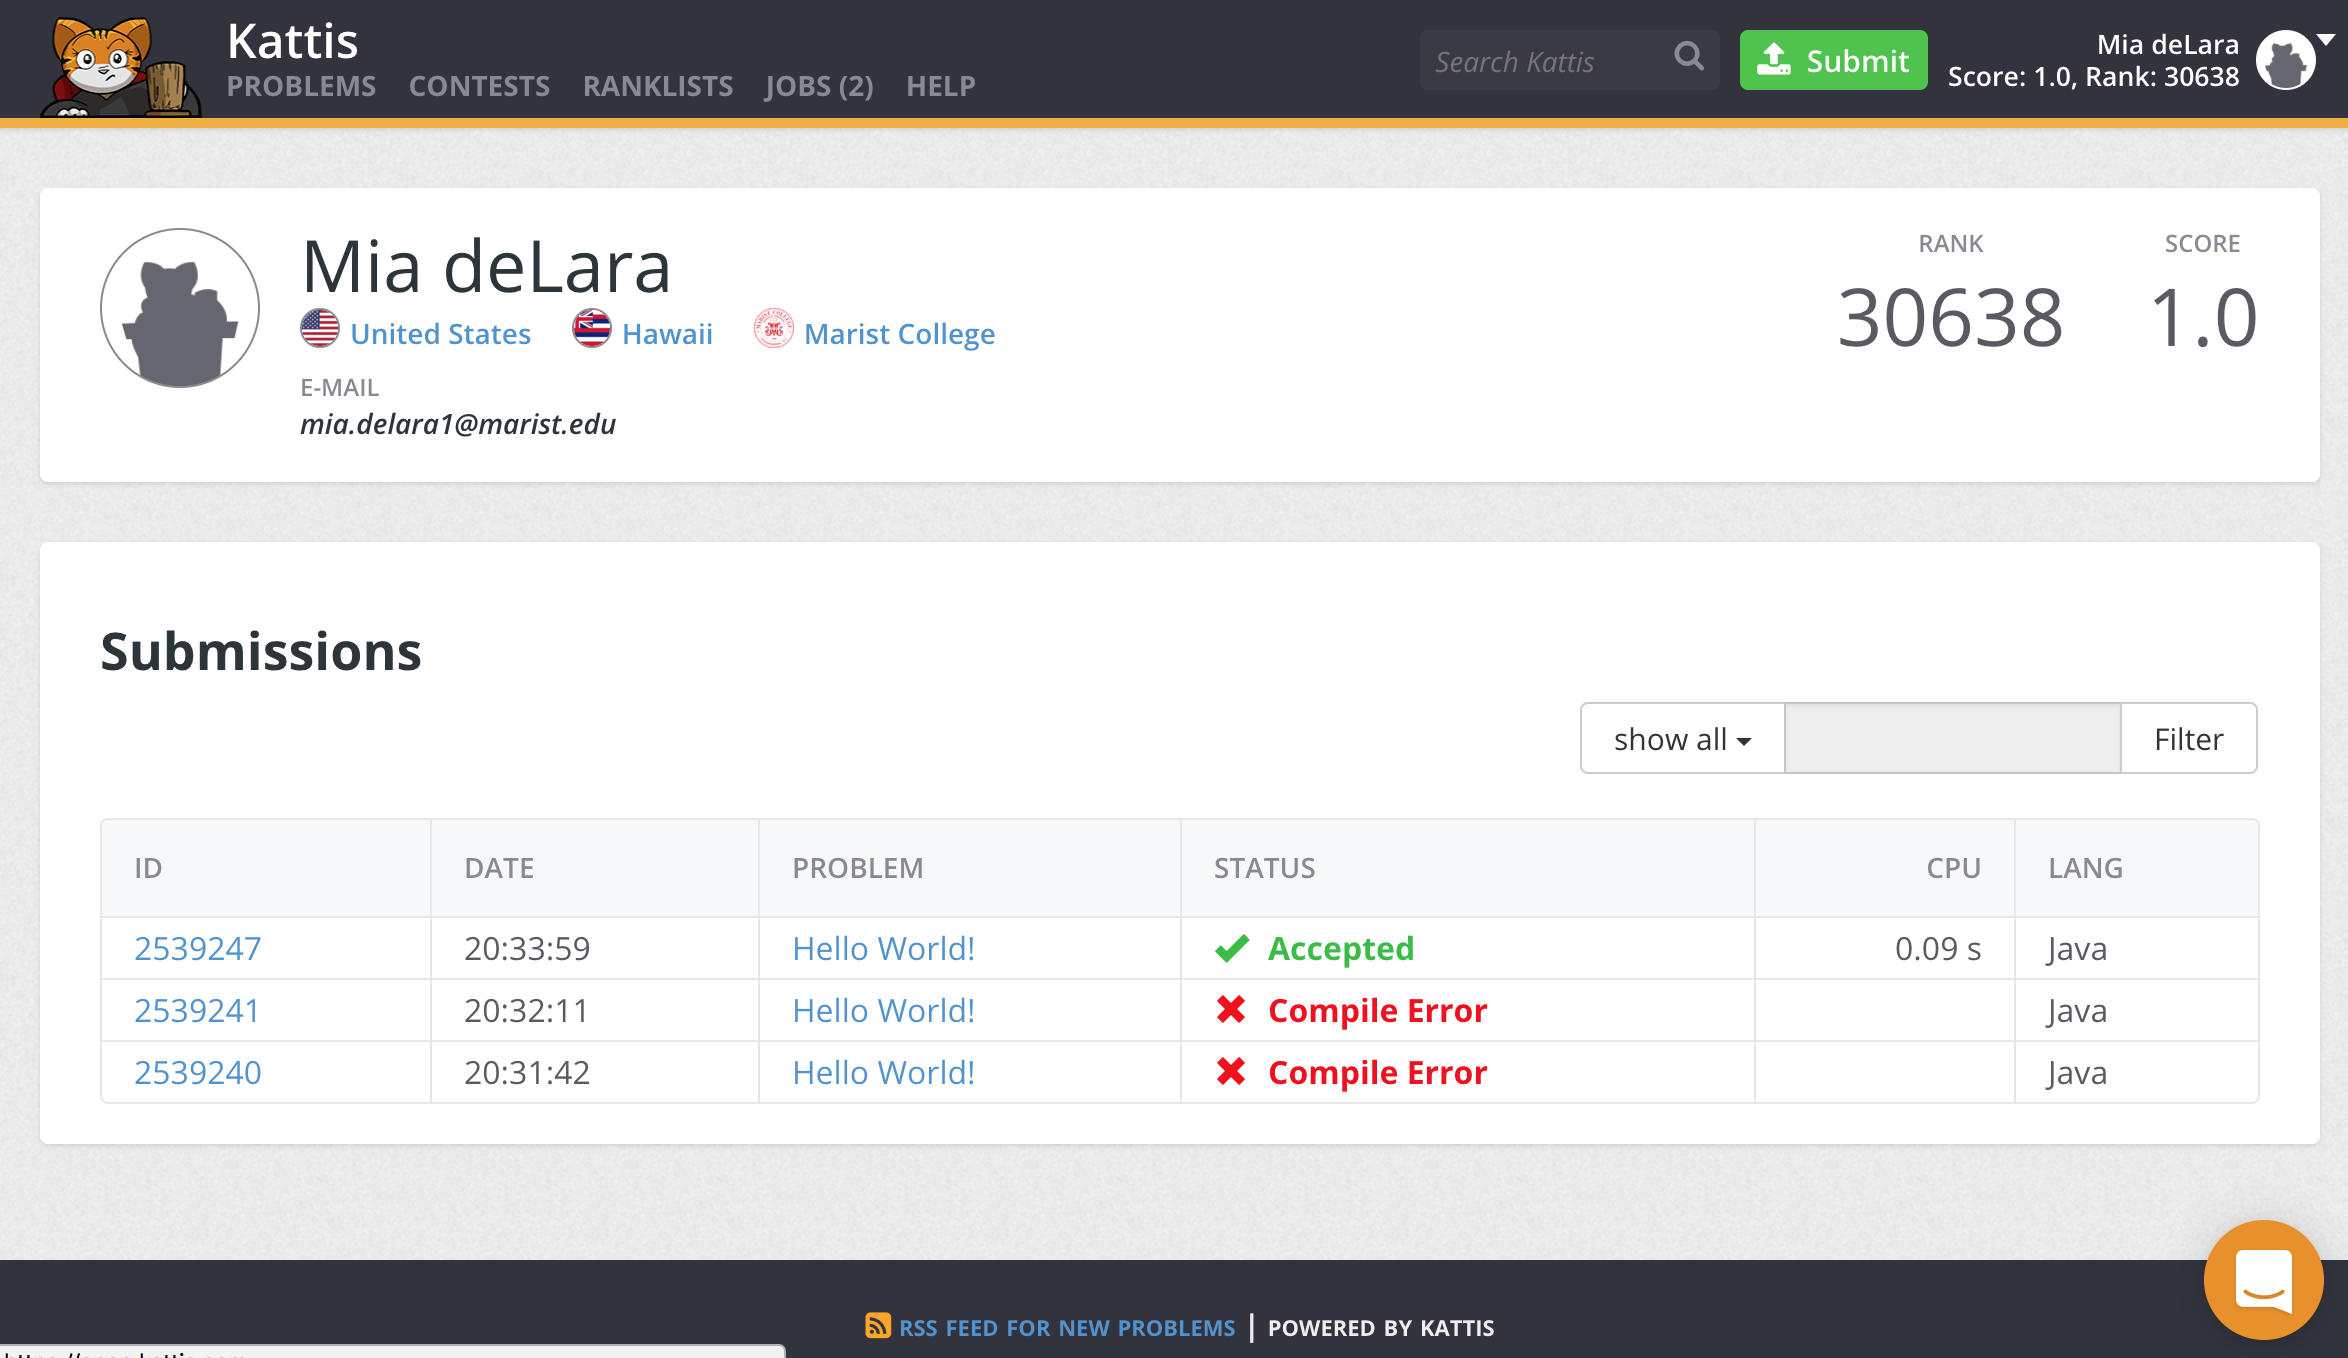 Kattis
PROBLEMS CONTESTS RANKLISTS JOBS (2) HELP
Search Kattis
Submit
Mia deLara
Score: 1.0, Rank: 30638
Mia deLara
United States Hawaii Marist College
E-MAIL
mia.delara1@marist.edu
RANK SCORE
30638 1.0
Submissions
show all Filter
ID DATE PROBLEM STATUS CPU LANG
2539247 20:33:59 Hello World! Accepted 0.09 s Java
2539241 20:32:11 Hello World! Compile Error Java
2539240 20:31:42 Hello World! Compile Error Java
RSS FEED FOR NEW PROBLEMS | POWERED BY KATTIS